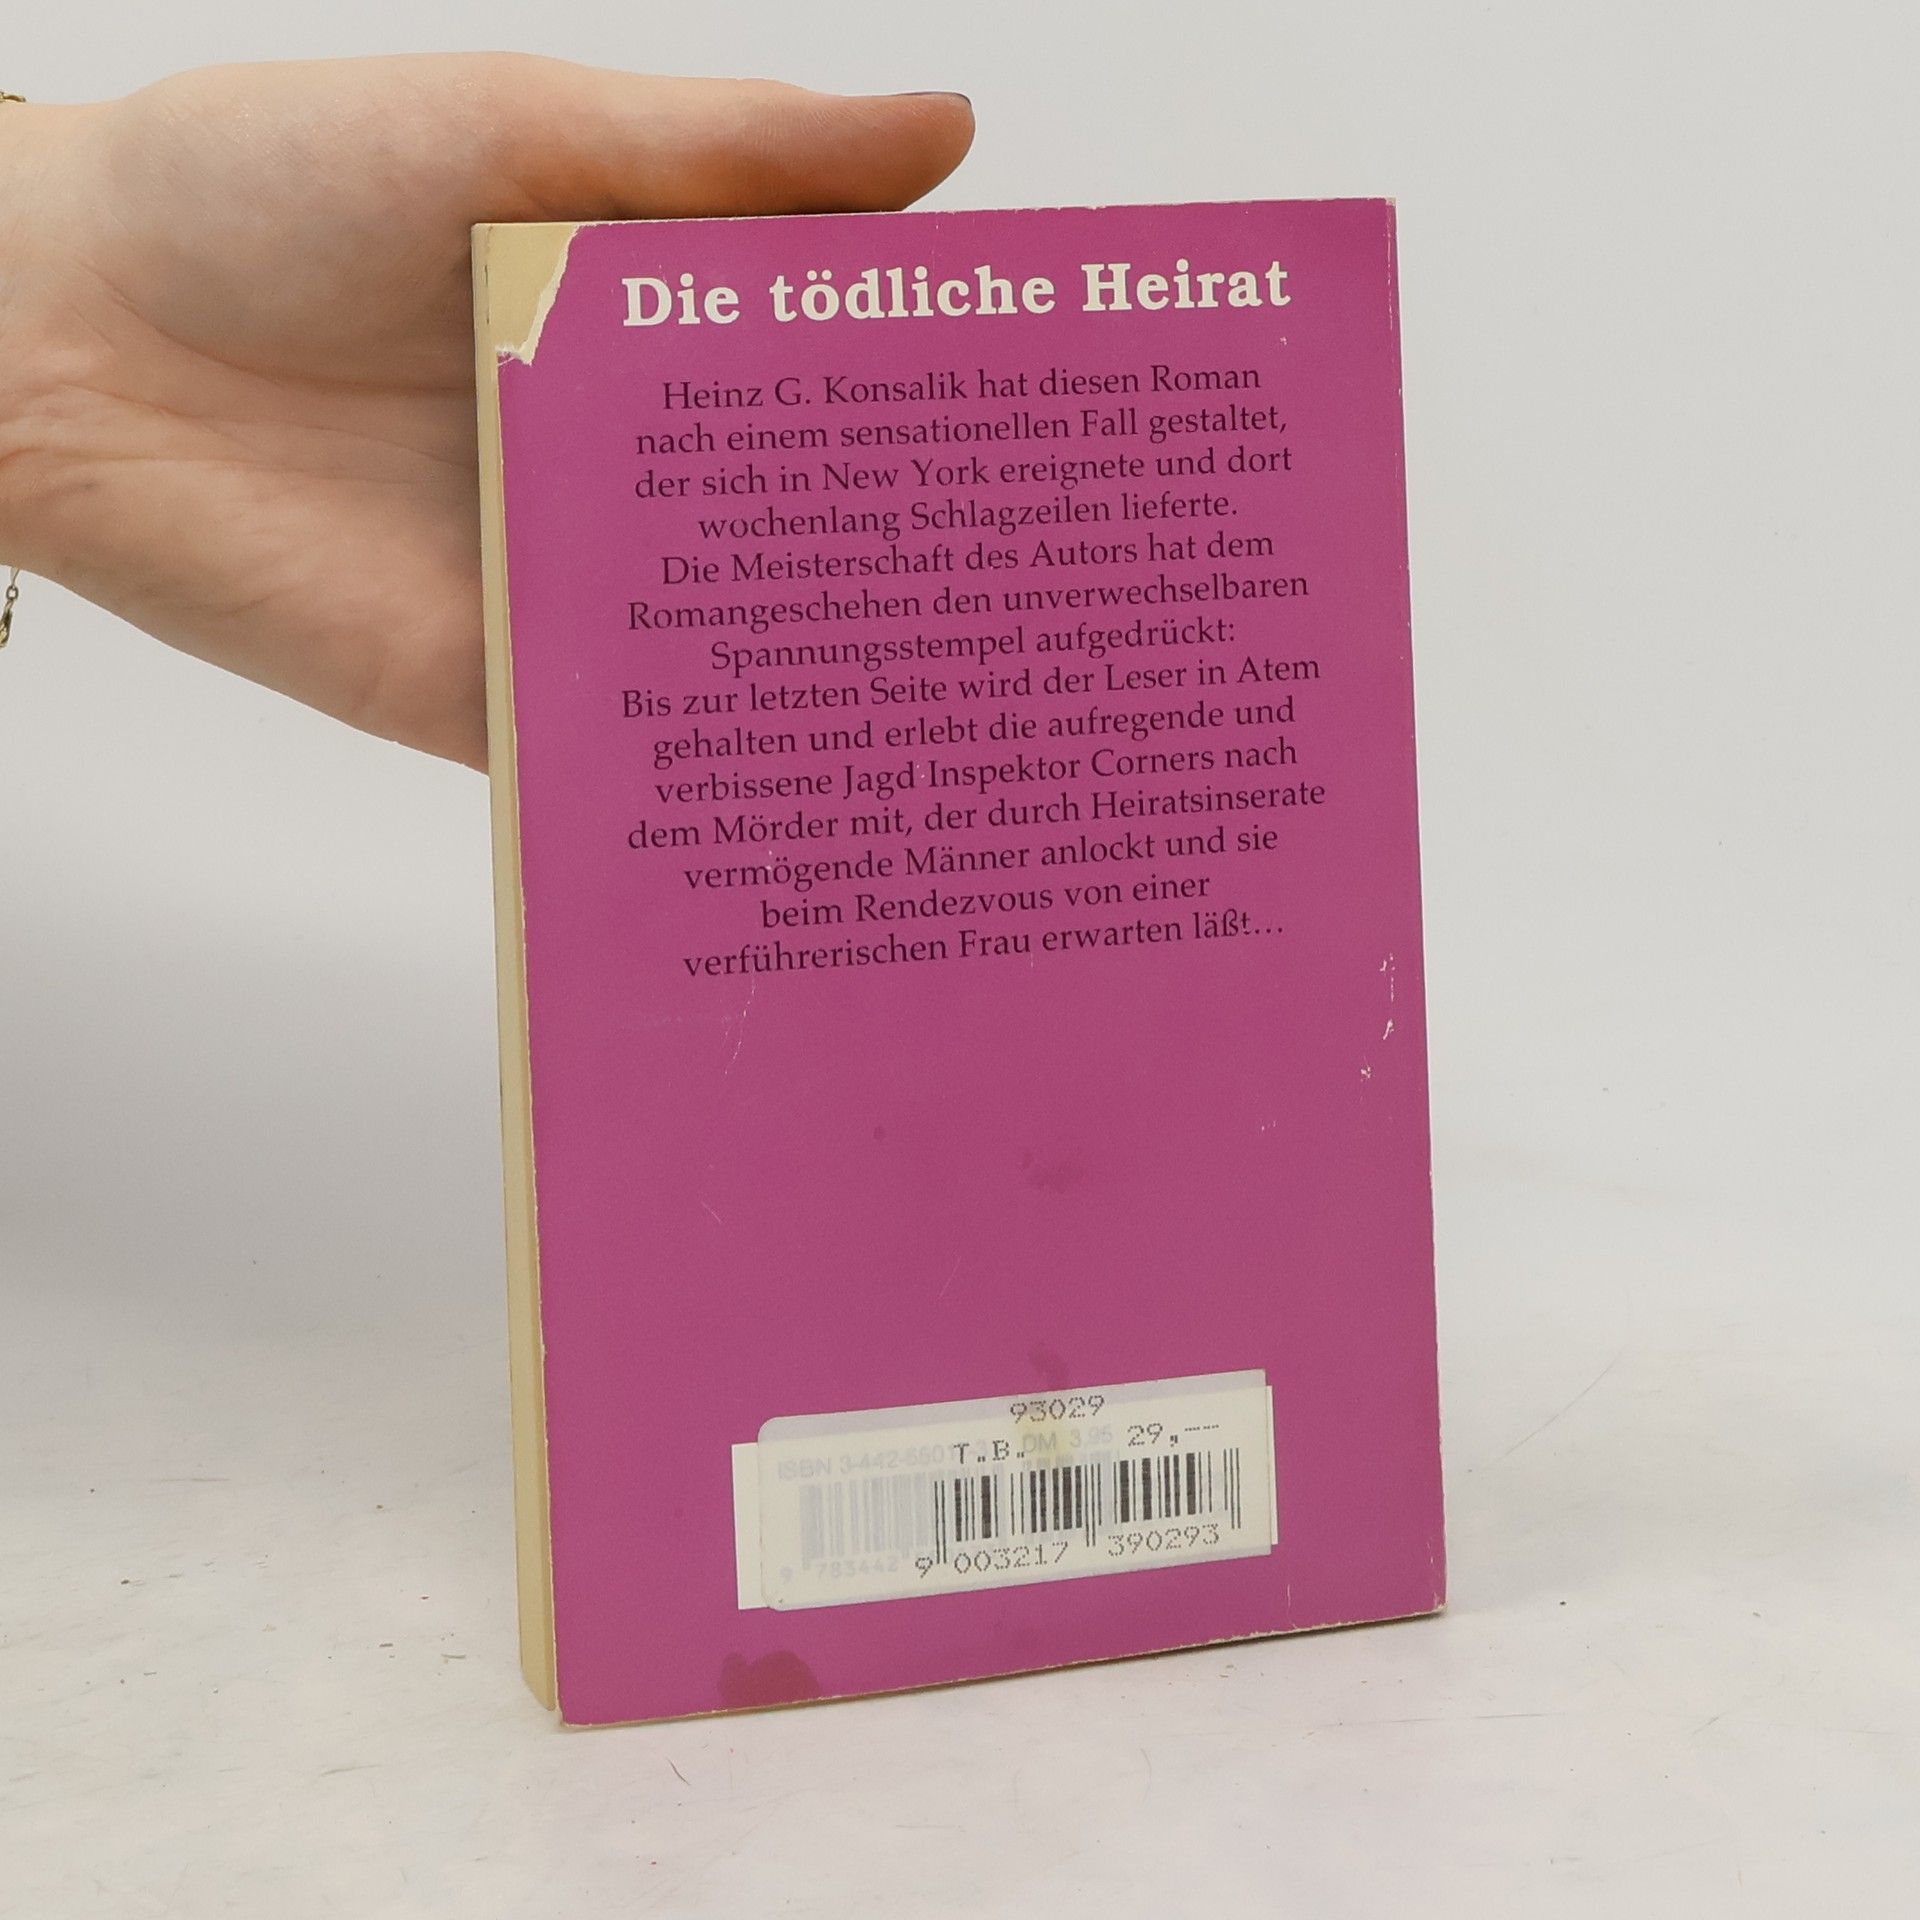 Die tödliche Heirat
Heinz G. Konsalik hat diesen Roman
nach einem sensationellen Fall gestaltet,
der sich in New York ereignete und dort
wochenlang Schlagzeilen lieferte.
Die Meisterschaft des Autors hat dem
Romangeschehen den unverwechselbaren
Spannungsstempel aufgedrückt:
Bis zur letzten Seite wird der Leser in Atem
gehalten und erlebt die aufregende und
verbissene Jagd Inspektor Corners nach
dem Mörder mit, der durch Heiratsinserate
vermögende Männer anlockt und sie
beim Rendezvous von einer
verführerischen Frau erwarten läßt...
93029
T.B. 29,--
ISBN 3-442- DM 3.95
9 003217 390293
9 783442